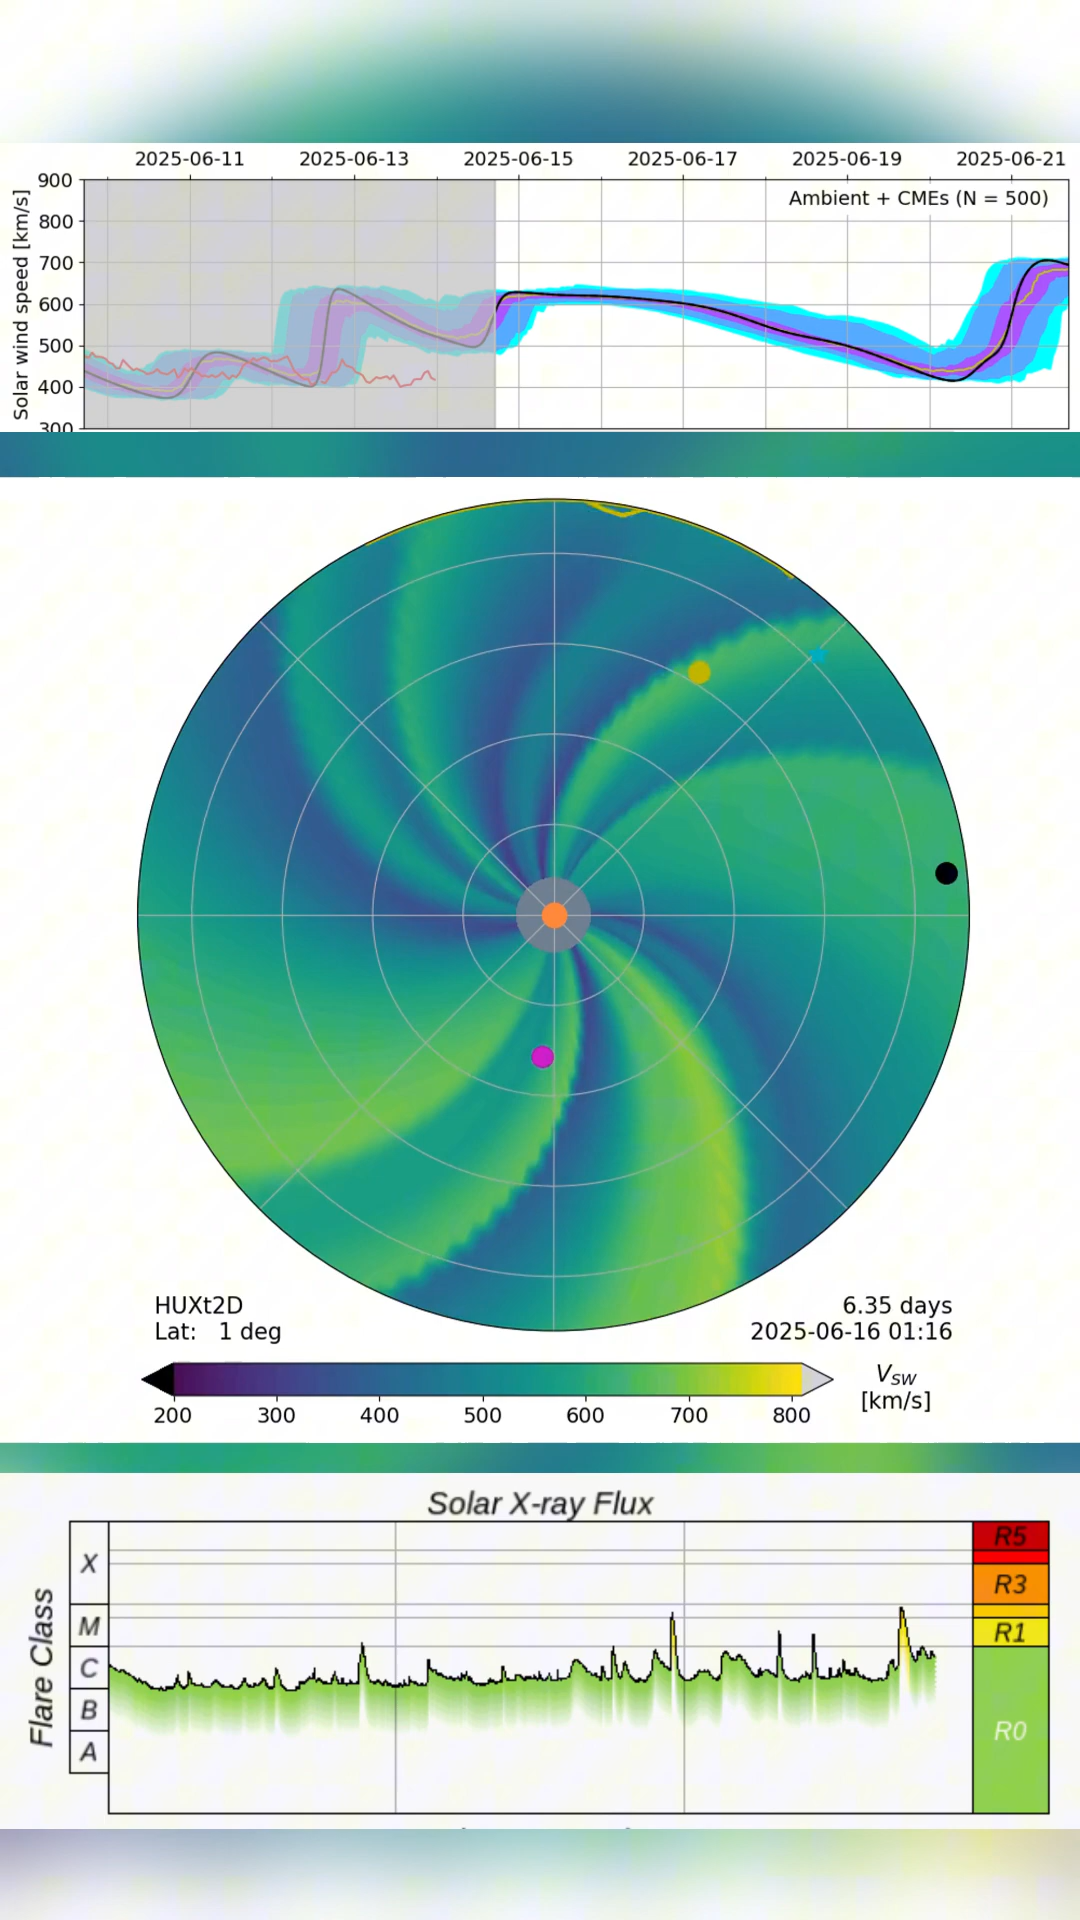 2025-06-11 2025-06-13 2025-06-15 2025-06-17 2025-06-19 2025-06-21
Ambient + CMEs (N = 500)
Solar wind speed [km/s]
900
800
700
600
500
400
300
HUXt2D
Lat: 1 deg
6.35 days
2025-06-16 01:16
200 300 400 500 600 700 800
VSW
[km/s]
Solar X-ray Flux
Flare Class
X
M
C
B
A
R5
R3
R1
R0